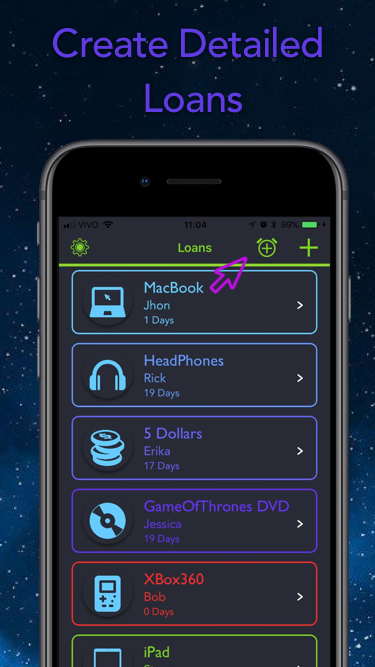 Create Detailed
Loans
VIVO
11:04
99%
Loans
MacBook
Jhon
1 Days
HeadPhones
Rick
19 Days
5 Dollars
Erika
17 Days
GameOfThrones DVD
Jessica
19 Days
XBox360
Bob
0 Days
iPad